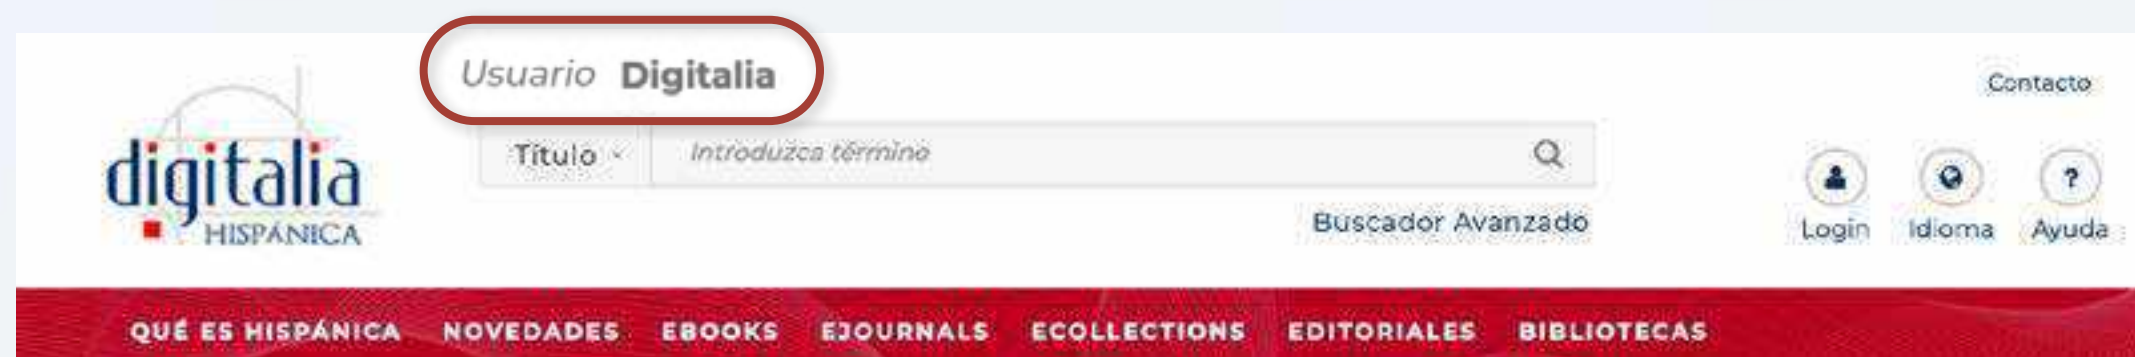 Usuario Digitalia
Contacto
digitalia
HISPÁNICA
Título
Introduzca término
Buscador Avanzado
Login Idioma ? Ayuda
QUÉ ES HISPÁNICA NOVEDADES EBOOKS EJOURNALS ECOLLECTIONS EDITORIALES BIBLIOTECAS